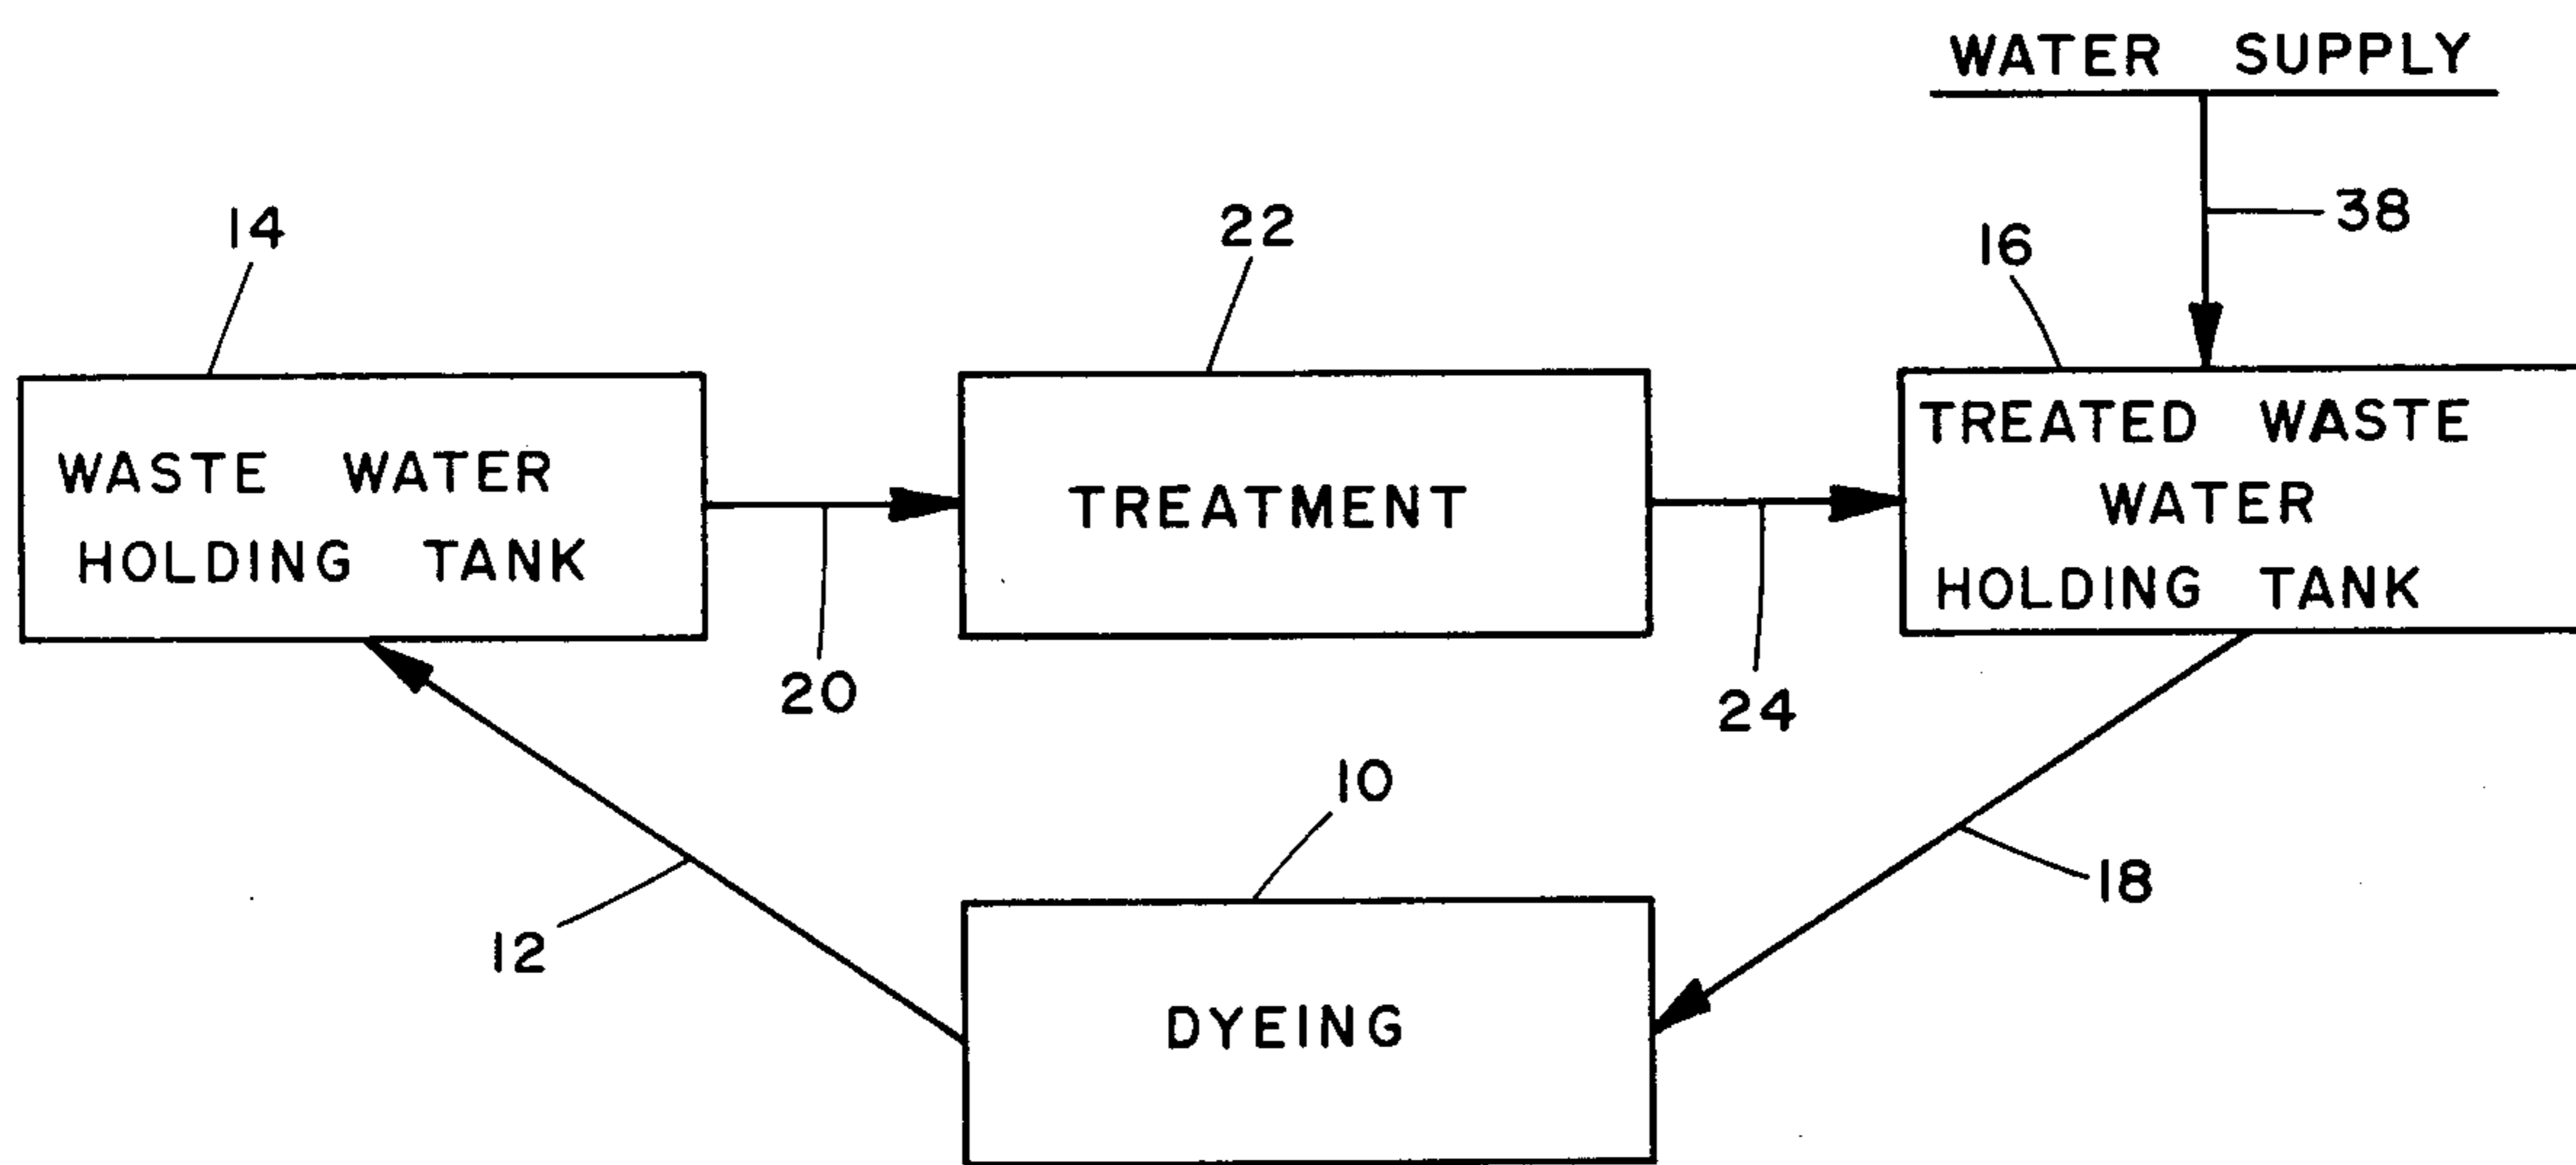 WATER SUPPLY
38
14
22
16
WASTE WATER
HOLDING TANK
TREATMENT
TREATED WASTE
WATER
HOLDING TANK
20
24
10
18
12
DYEING